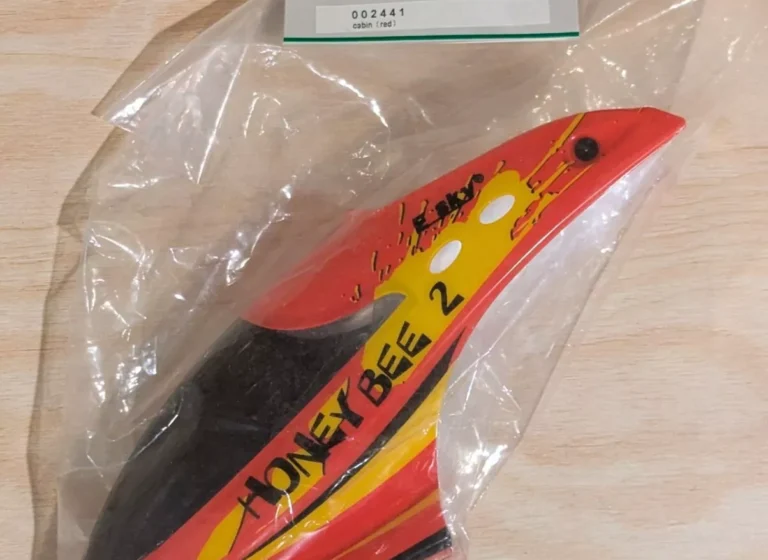 002441
cabin (red)
E sky®
HONEY BEE 2